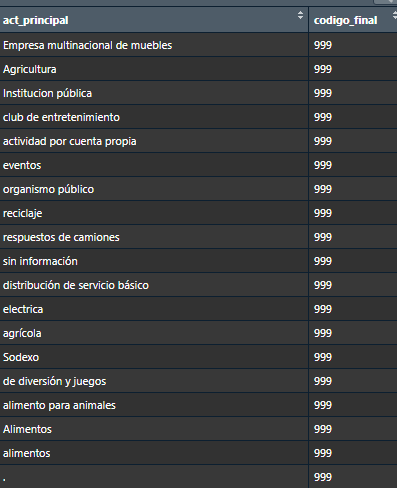 act_principal codigo_final
Empresa multinacional de muebles 999
Agricultura 999
Institucion pública 999
club de entretenimiento 999
actividad por cuenta propia 999
eventos 999
organismo público 999
reciclaje 999
respuestos de camiones 999
sin información 999
distribución de servicio básico 999
electrica 999
agrícola 999
Sodexo 999
de diversión y juegos 999
alimento para animales 999
Alimentos 999
alimentos 999
. 999